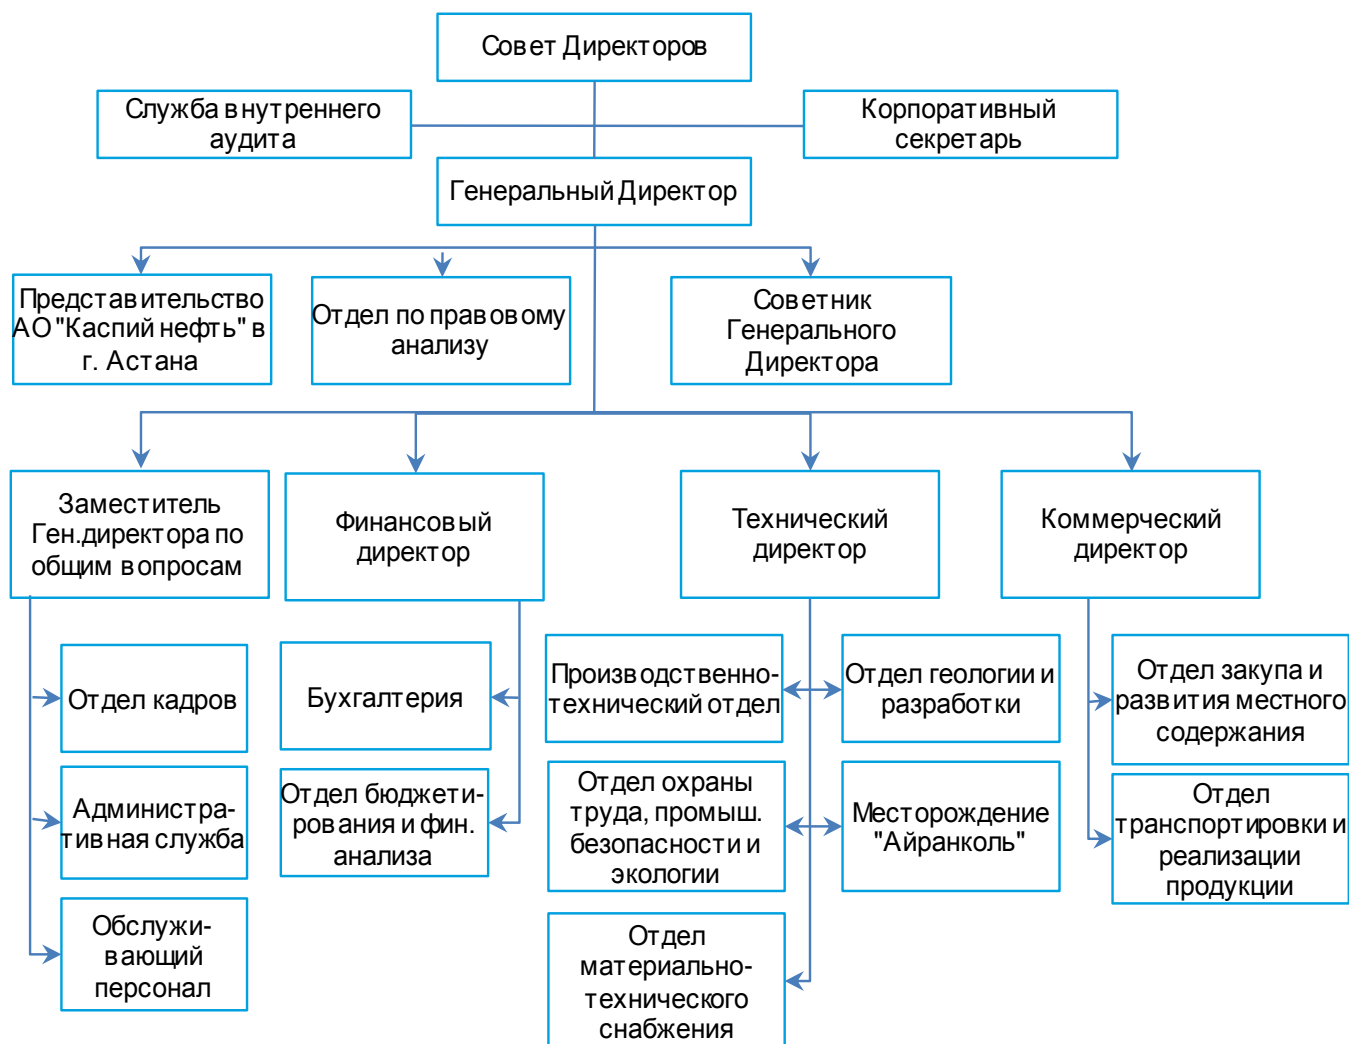 Совет Директоров
Служба внутреннего
аудита
Корпоративный
секретарь
Генеральный Директор
Представительство
АО "Каспий нефть" в
г. Астана
Отдел по правовому
анализу
Советник
Генерального
Директора
Заместитель
Ген.директора по
общим вопросам
Финансовый
директор
Технический
директор
Коммерческий
директор
Отдел кадров
Бухгалтерия
Производственно-
технический отдел
Отдел геологии и
разработки
Отдел закупа и
развития местного
содержания
Административ-
тивная служба
Отдел бюджети-
рования и фин.
анализа
Отдел охраны
труда, промыш.
безопасности и
экологии
Месторождение
"Айранколь"
Отдел
транспортировки и
реализации
продукции
Обслужи-
вающий
персонал
Отдел
материально-
технического
снабжения